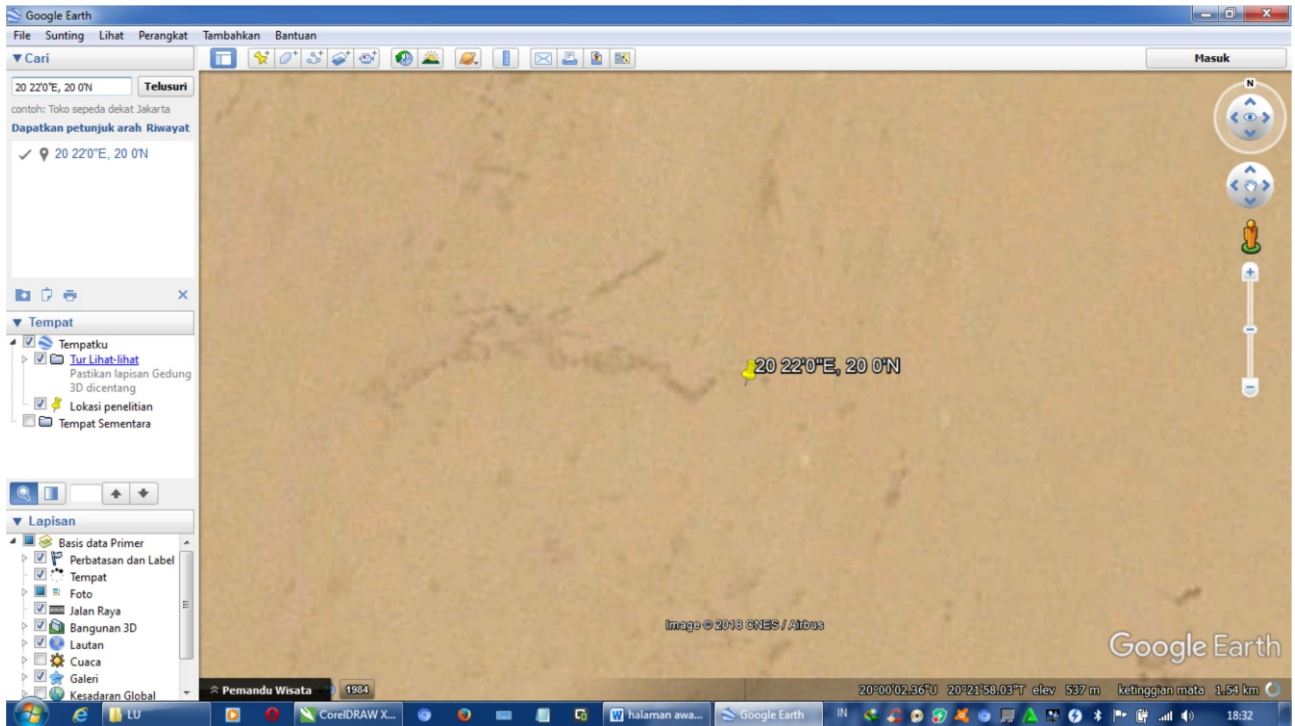 Google Earth
File Sunting Lihat Perangkat Tambahkan Bantuan
Cari
Masuk
20 22'0"E, 20 0'N Telusuri
contoh: Toko sepeda dekat Jakarta
Dapatkan petunjuk arah Riwayat
20 22'0"E, 20 0'N
N
Tempat
Tempatku
Tur Lihat-lihat
Pastikan lapisan Gedung
3D dicentang
Lokasi penelitian
Tempat Sementara
20 22'0"E, 20 0'N
Lapisan
Basis data Primer
Perbatasan dan Label
Tempat
Foto
Jalan Raya
Bangunan 3D
Lautan
Cuaca
Galeri
Kesadaran Global
Image © 2018 CNES / Airbus
Google Earth
Pemandu Wisata 1984
20°00'02.36"U 20°21'58.03"T elev 537 m ketinggian mata 1.54 km
LU CorelDRAW X... halaman awa... Google Earth IN 18:32